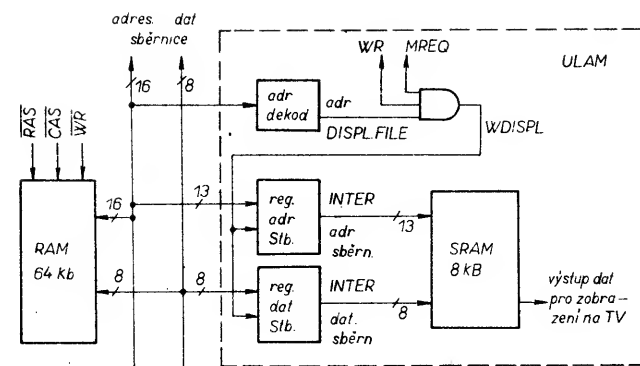 adres. dat
sběrnice
16
8
WR MREQ
ULAM
adr
dekod
adr
DISPL.FILE
WDISPL
RAS
CAS
WR
16
13
reg.
adr
Stb.
INTER
adr
sběrn.
13
RAM
64 kb
SRAM
8 kB
8
8
reg.
dat
Stb.
INTER
dat.
sběrn
8
výstup dat
pro zobra-
zení na TV